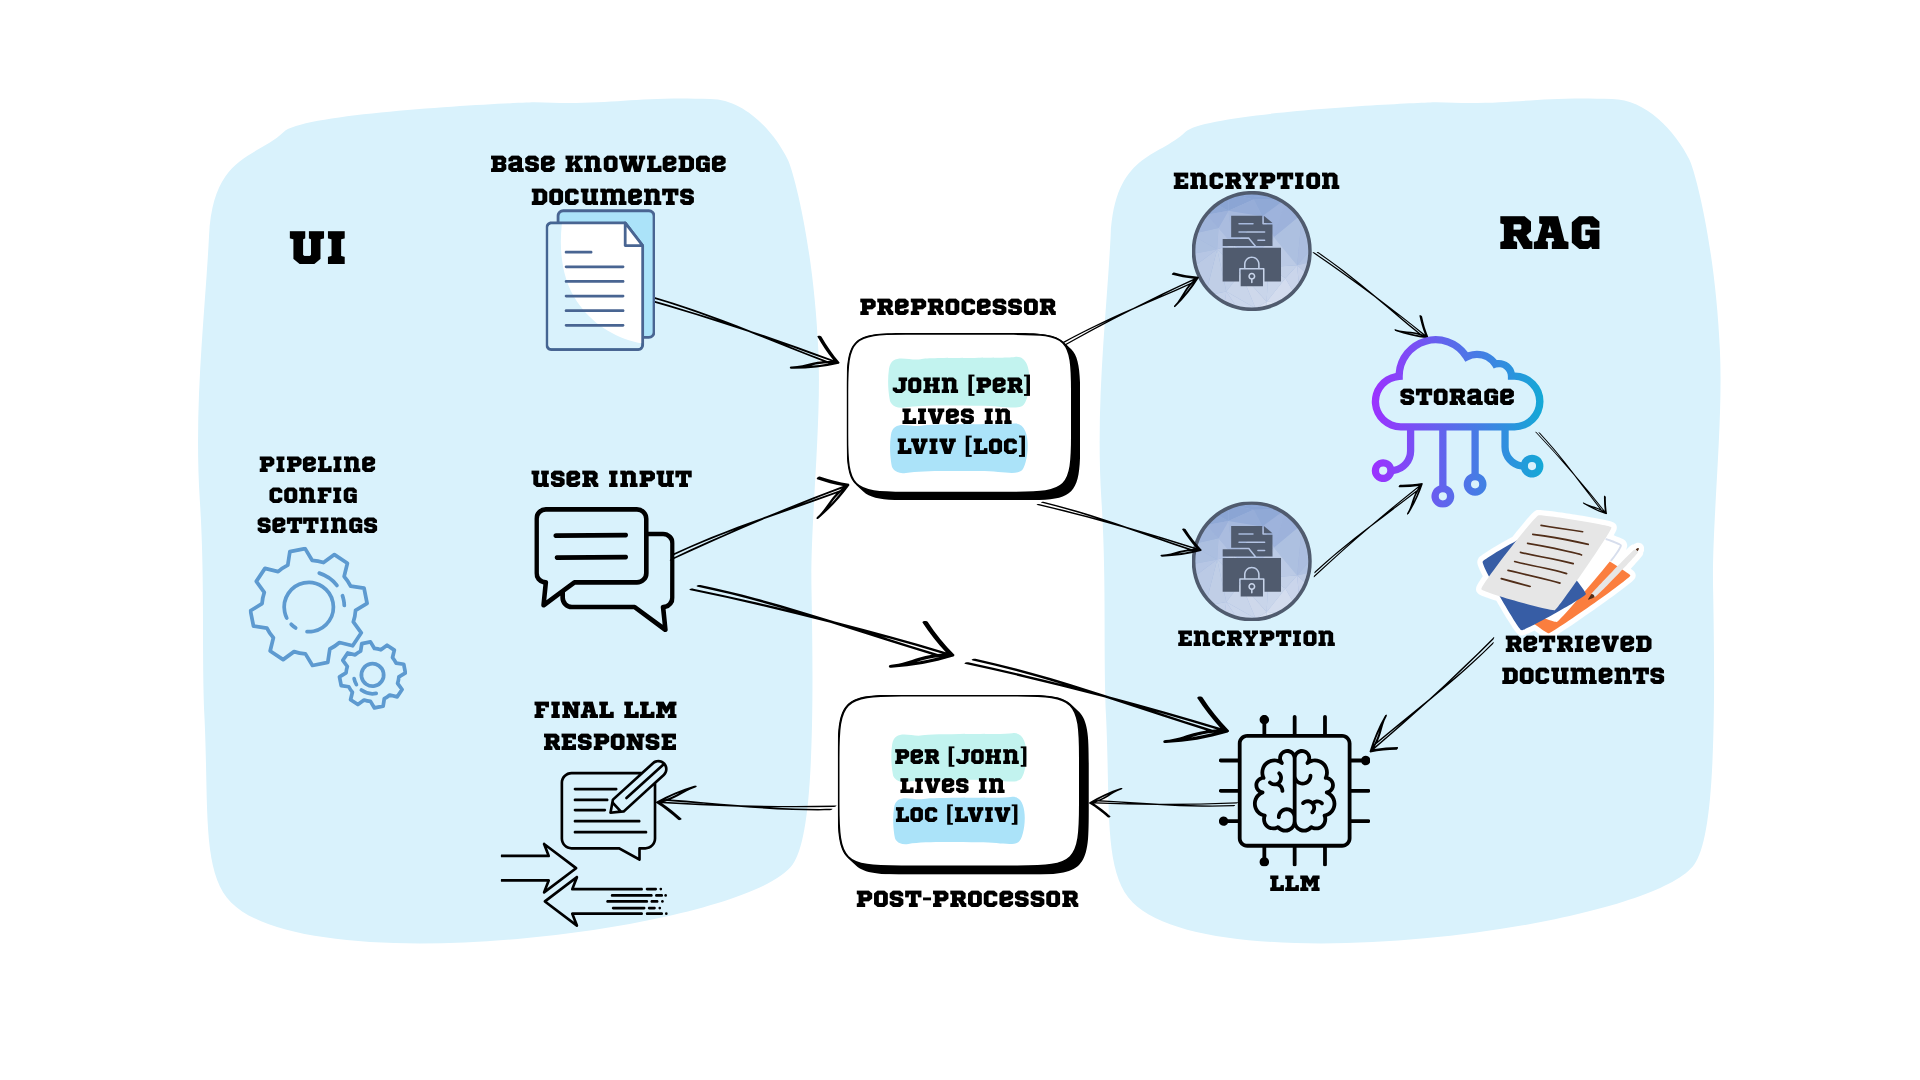 UI
BASE KNOWLEDGE
DOCUMENTS
PIPELINE
CONFIG
SETTINGS
USER INPUT
FINAL LLM
RESPONSE
PREPROCESSOR
JOHN [PER]
LIVES IN
LVIV [LOC]
PER [JOHN]
LIVES IN
LOC [LVIV]
POST-PROCESSOR
ENCRYPTION
RAG
STORAGE
ENCRYPTION
RETRIEVED
DOCUMENTS
LLM